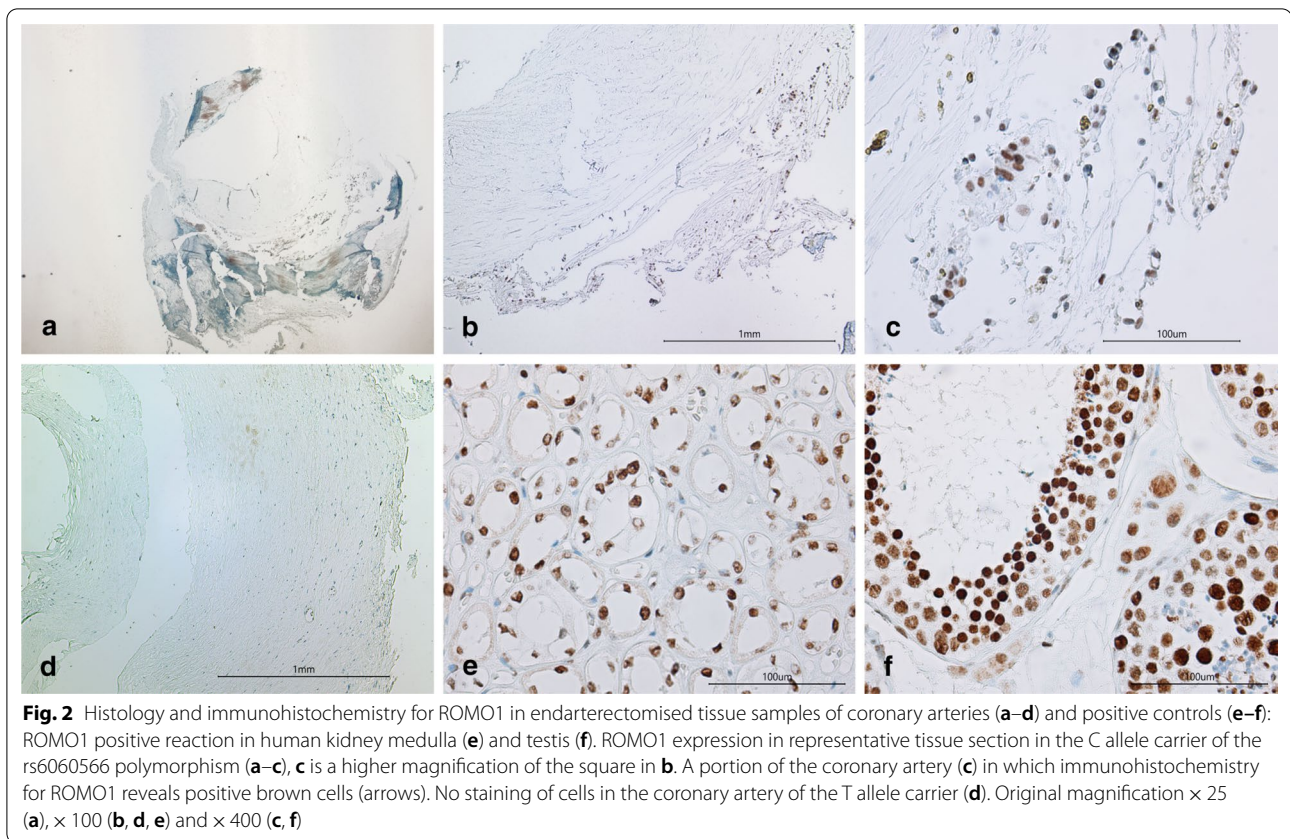 a
b
1mm
c
100um
d
1mm
e
100um
f
100um
Fig. 2 Histology and immunohistochemistry for ROMO1 in endarterectomised tissue samples of coronary arteries (a–d) and positive controls (e–f):
ROMO1 positive reaction in human kidney medulla (e) and testis (f). ROMO1 expression in representative tissue section in the C allele carrier of the
rs6060566 polymorphism (a–c), c is a higher magnification of the square in b. A portion of the coronary artery (c) in which immunohistochemistry
for ROMO1 reveals positive brown cells (arrows). No staining of cells in the coronary artery of the T allele carrier (d). Original magnification × 25
(a), × 100 (b, d, e) and × 400 (c, f)